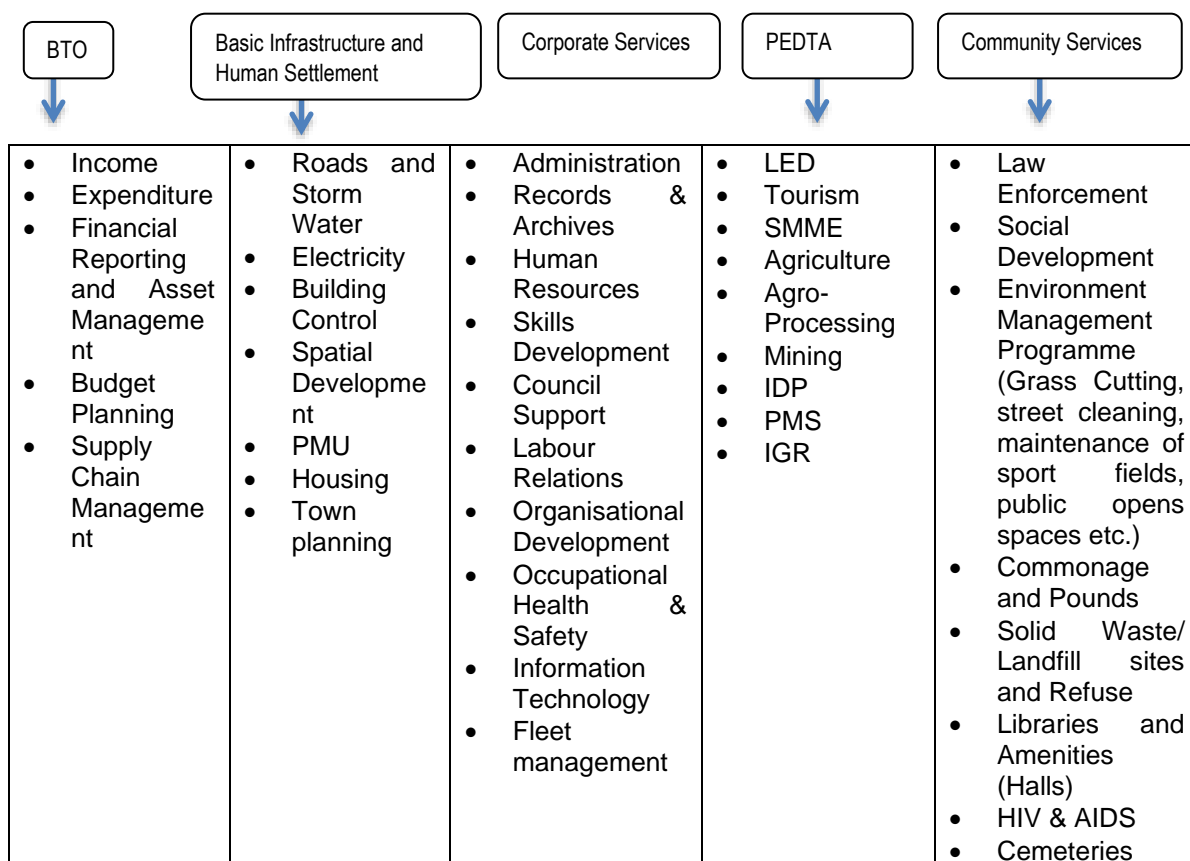 BTO
Basic Infrastructure and
Human Settlement
Corporate Services
PEDTA
Community Services
• Income
• Expenditure
• Financial
Reporting
and Asset
Manageme
nt
• Budget
Planning
• Supply
Chain
Manageme
nt
• Roads and
Storm
Water
• Electricity
• Building
Control
• Spatial
Developme
nt
• PMU
• Housing
• Town
planning
• Administration
• Records &
Archives
• Human
Resources
• Skills
Development
• Council
Support
• Labour
Relations
• Organisational
Development
• Occupational
Health &
Safety
• Information
Technology
• Fleet
management
• LED
• Tourism
• SMME
• Agriculture
• Agro-
Processing
• Mining
• IDP
• PMS
• IGR
• Law
Enforcement
• Social
Development
• Environment
Management
Programme
(Grass Cutting,
street cleaning,
maintenance of
sport fields,
public opens
spaces etc.)
• Commonage
and Pounds
• Solid Waste/
Landfill sites
and Refuse
• Libraries and
Amenities
(Halls)
• HIV & AIDS
• Cemeteries